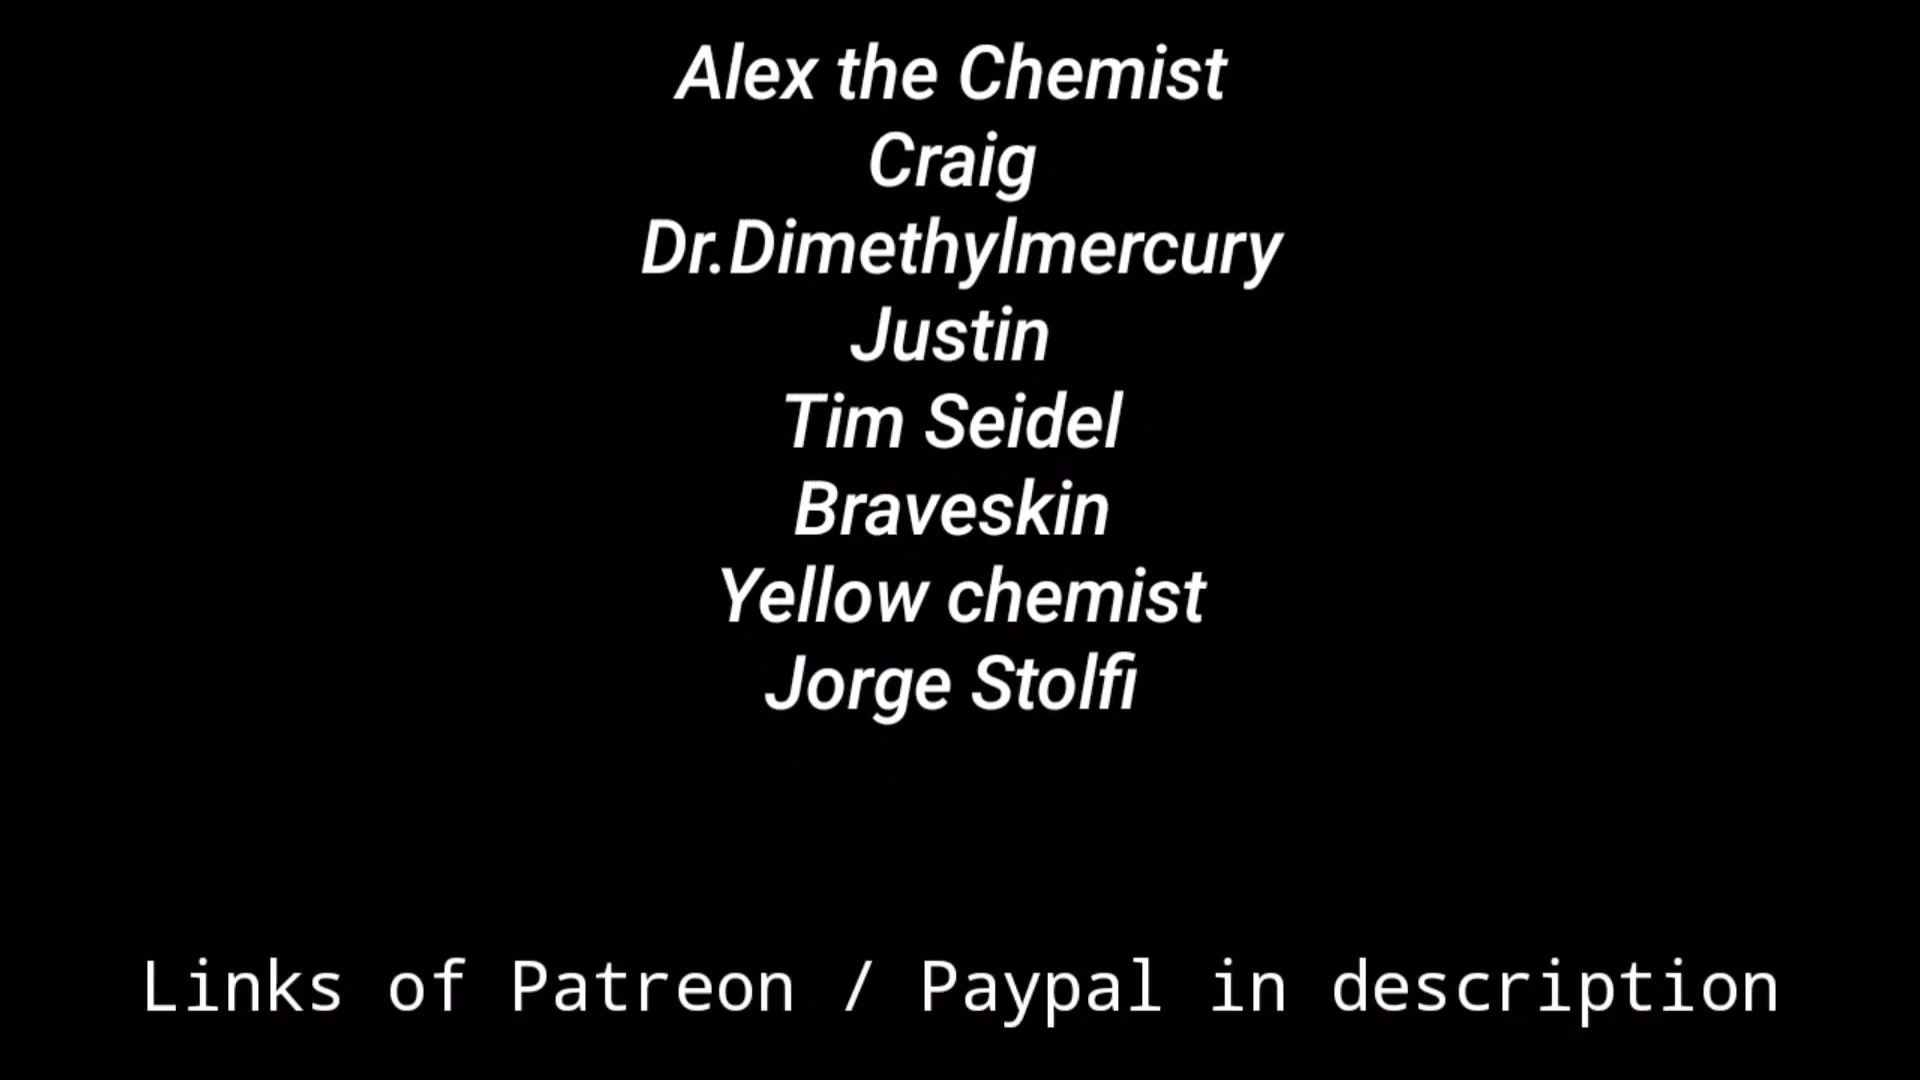 Alex the Chemist
Craig
Dr.Dimethylmercury
Justin
Tim Seidel
Braveskin
Yellow chemist
Jorge Stolfi
Links of Patreon / Paypal in description